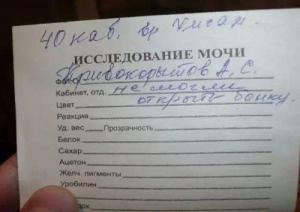 40 каб. вр Хисан.
ИССЛЕДОВАНИЕ МОЧИ
Кривокорытов А. С.
Кабинет, отд. не могли
Цвет открыть банку.
Реакция
Уд. вес Прозрачность
Белок
Сахар
Ацетон
Желч. пигменты
Уробилин